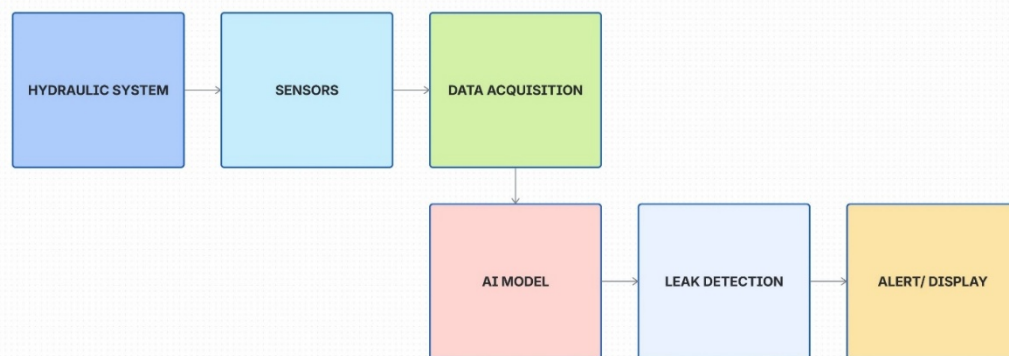 HYDRAULIC SYSTEM
SENSORS
DATA ACQUISITION
AI MODEL
LEAK DETECTION
ALERT/ DISPLAY